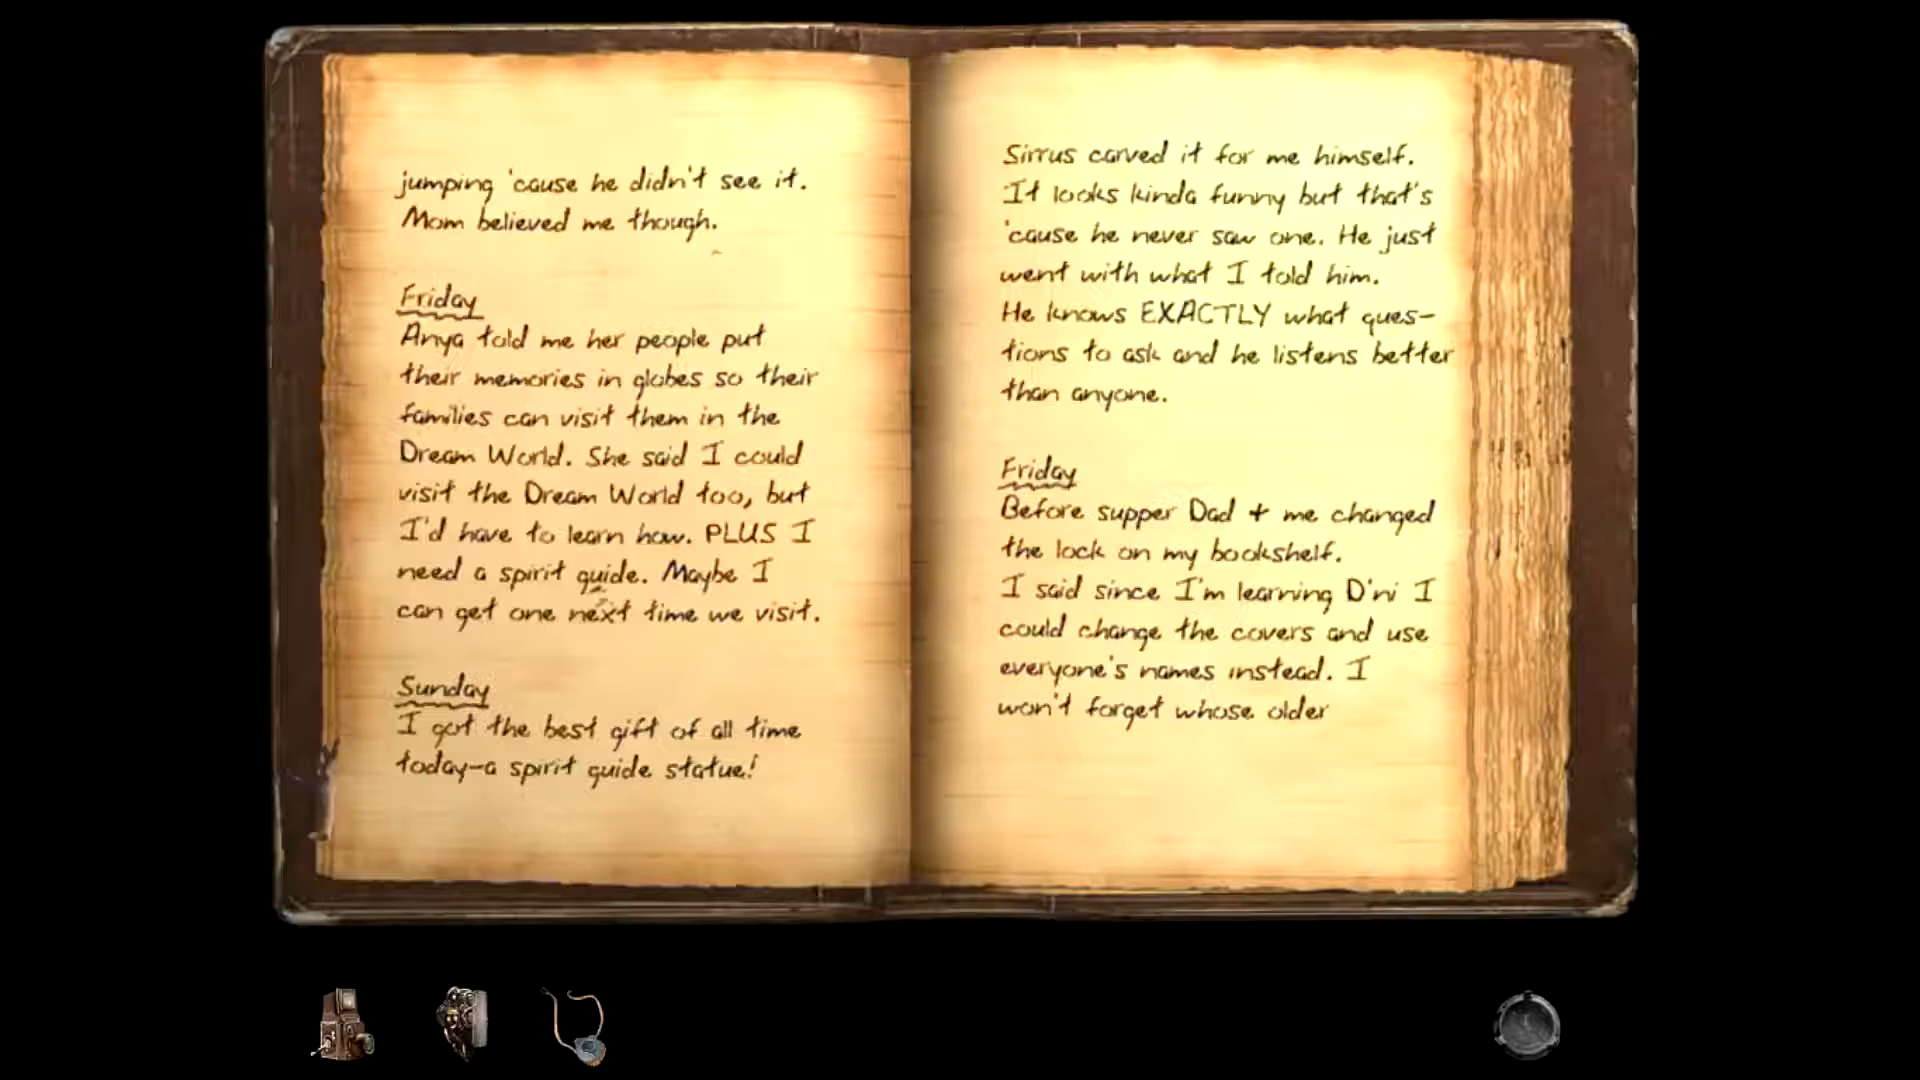 jumping 'cause he didn't see it.
Mom believed me though.
Friday
Anya told me her people put
their memories in globes so their
families can visit them in the
Dream World. She said I could
visit the Dream World too, but
I'd have to learn how. PLUS I
need a spirit guide. Maybe I
can get one next time we visit.
Sunday
I got the best gift of all time
today-a spirit guide statue!
Sirrus carved it for me himself.
It looks kinda funny but that's
'cause he never saw one. He just
went with what I told him.
He knows EXACTLY what ques-
tions to ask and he listens better
than anyone.
Friday
Before supper Dad + me changed
the lock on my bookshelf.
I said since I'm learning D'ni I
could change the covers and use
everyone's names instead. I
won't forget whose older